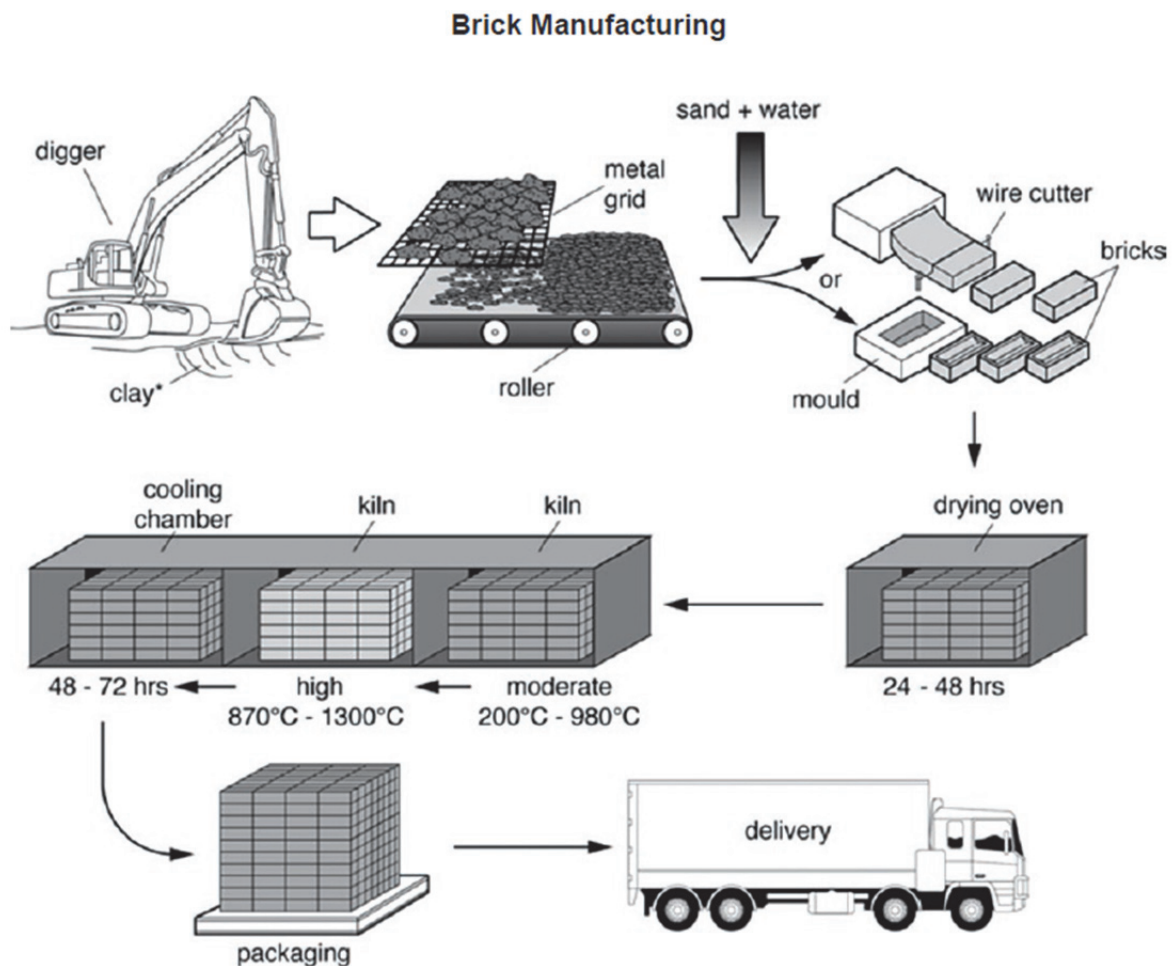 Brick Manufacturing
digger
clay*
metal
grid
roller
sand + water
or
wire cutter
bricks
mould
drying oven
24 - 48 hrs
kiln
moderate
200°C - 980°C
kiln
high
870°C - 1300°C
cooling
chamber
48 - 72 hrs
packaging
delivery